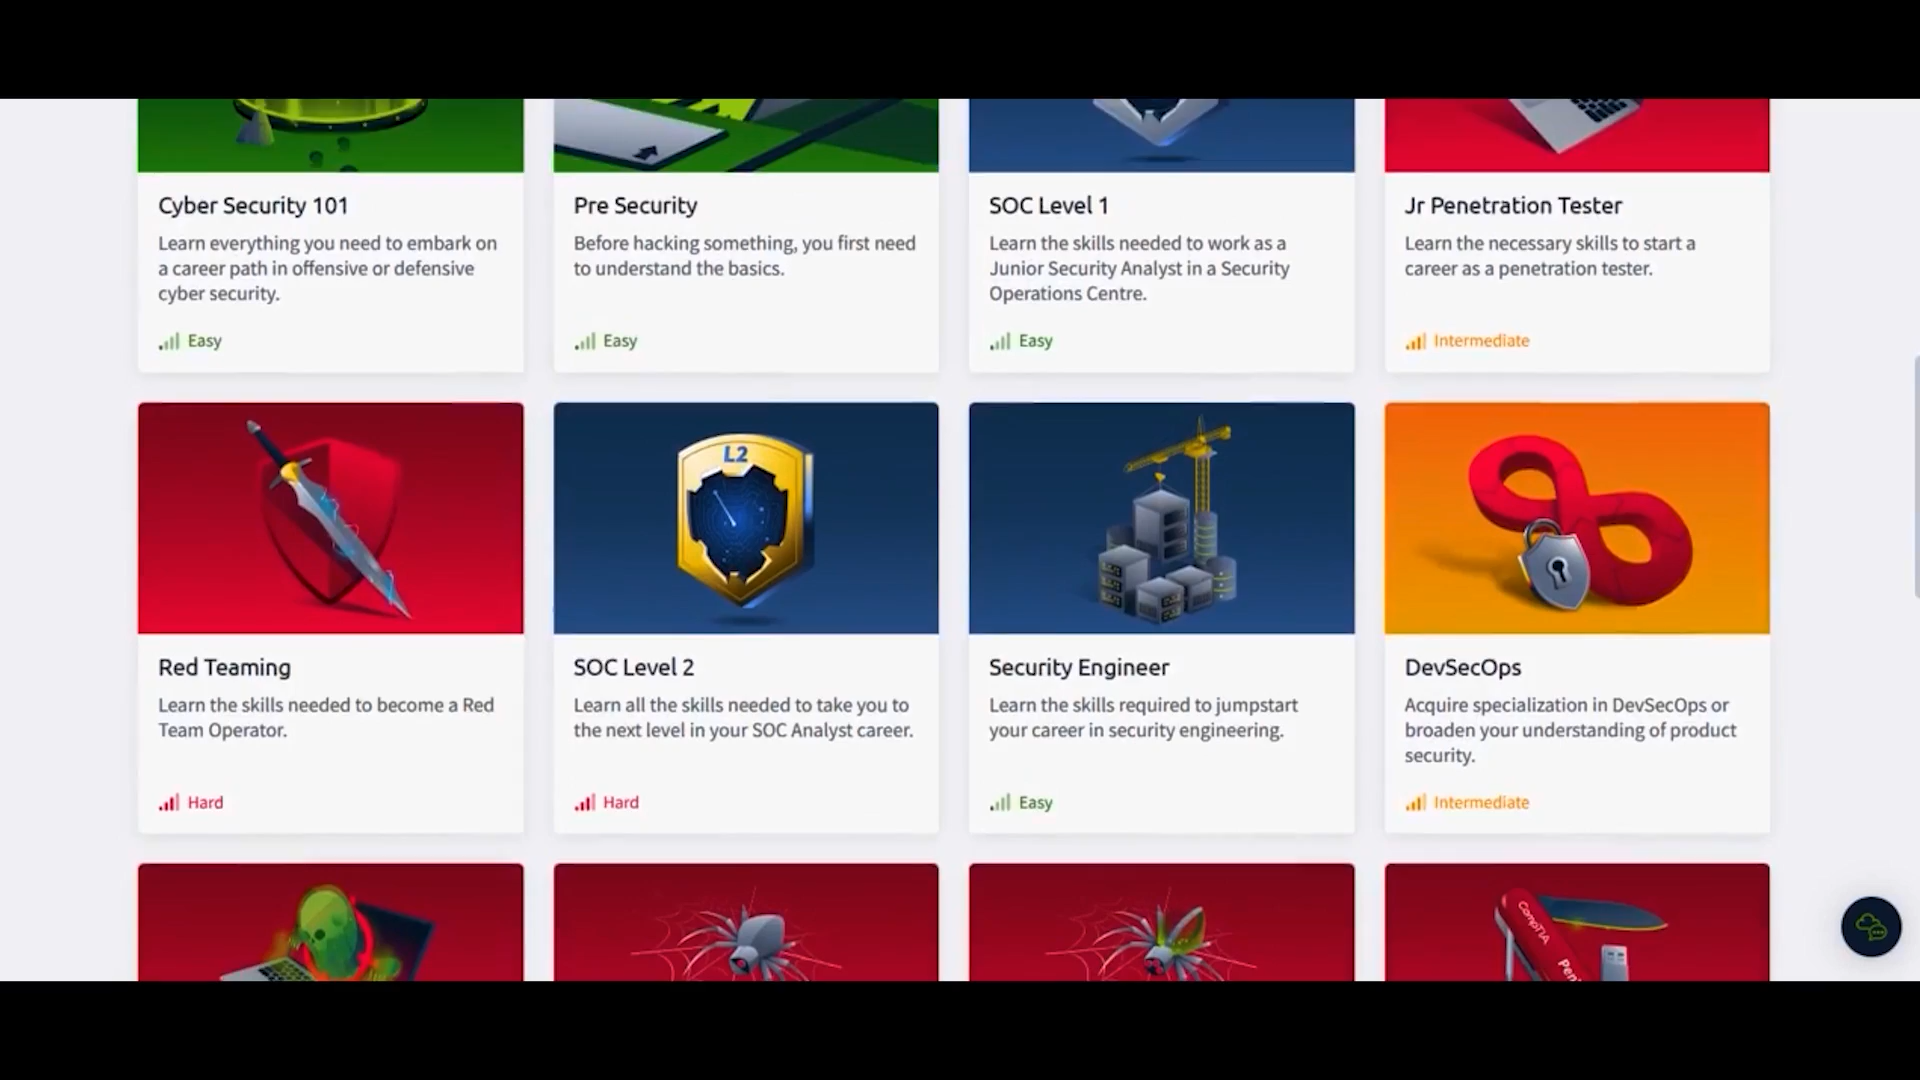 Cyber Security 101
Learn everything you need to embark on
a career path in offensive or defensive
cyber security.
Easy
Pre Security
Before hacking something, you first need
to understand the basics.
Easy
SOC Level 1
Learn the skills needed to work as a
Junior Security Analyst in a Security
Operations Centre.
Easy
Jr Penetration Tester
Learn the necessary skills to start a
career as a penetration tester.
Intermediate
L2
Red Teaming
Learn the skills needed to become a Red
Team Operator.
Hard
SOC Level 2
Learn all the skills needed to take you to
the next level in your SOC Analyst career.
Hard
Security Engineer
Learn the skills required to jumpstart
your career in security engineering.
Easy
DevSecOps
Acquire specialization in DevSecOps or
broaden your understanding of product
security.
Intermediate
CompTIA